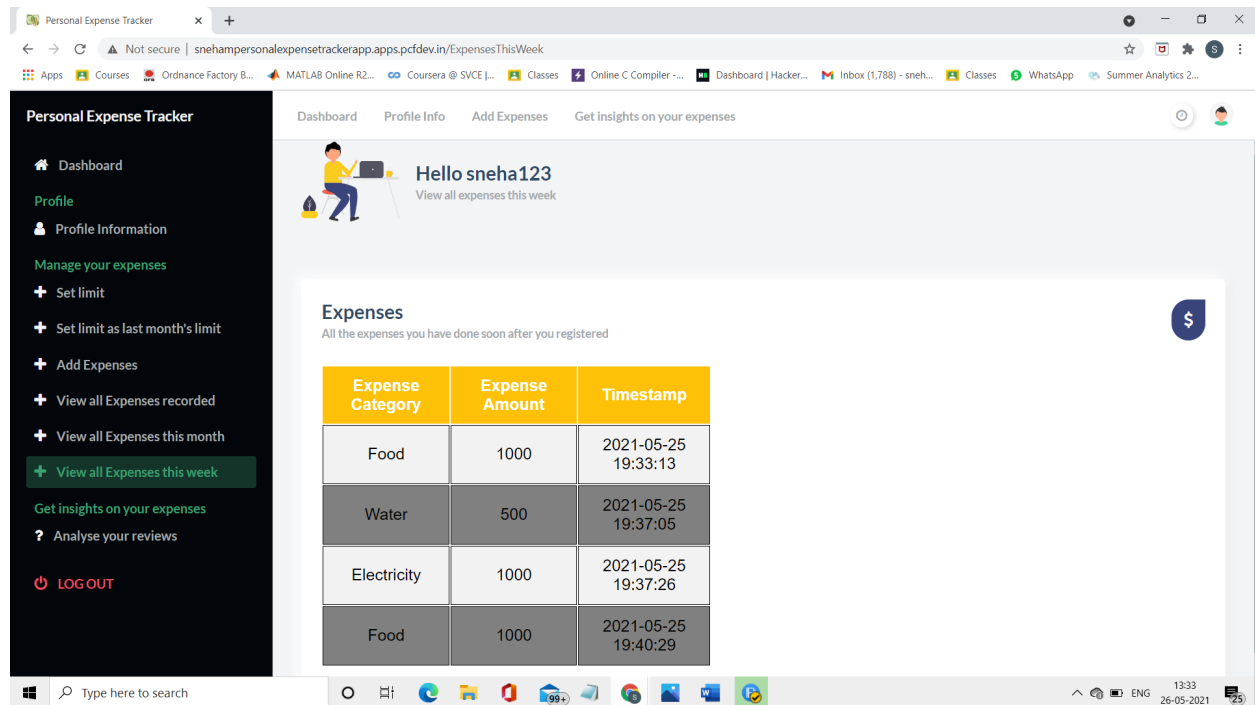 Personal Expense Tracker
Not secure | snehampersonalexpensetrackerapp.apps.pcfdev.in/ExpensesThisWeek
S
Apps Courses Ordnance Factory B... MATLAB Online R2... Coursera @ SVCE |... Classes Online C Compiler -... Dashboard | Hacker... Inbox (1,788) - sneh... Classes WhatsApp Summer Analytics 2...
Personal Expense Tracker
Dashboard Profile Info Add Expenses Get insights on your expenses
Dashboard
Profile
Profile Information
Manage your expenses
Set limit
Set limit as last month's limit
Add Expenses
View all Expenses recorded
View all Expenses this month
View all Expenses this week
Get insights on your expenses
? Analyse your reviews
LOG OUT
Hello sneha123
View all expenses this week
Expenses
All the expenses you have done soon after you registered
$
Expense Category Expense Amount Timestamp
Food 1000 2021-05-25 19:33:13
Water 500 2021-05-25 19:37:05
Electricity 1000 2021-05-25 19:37:26
Food 1000 2021-05-25 19:40:29
Type here to search
99+
ENG
13:33
26-05-2021
25